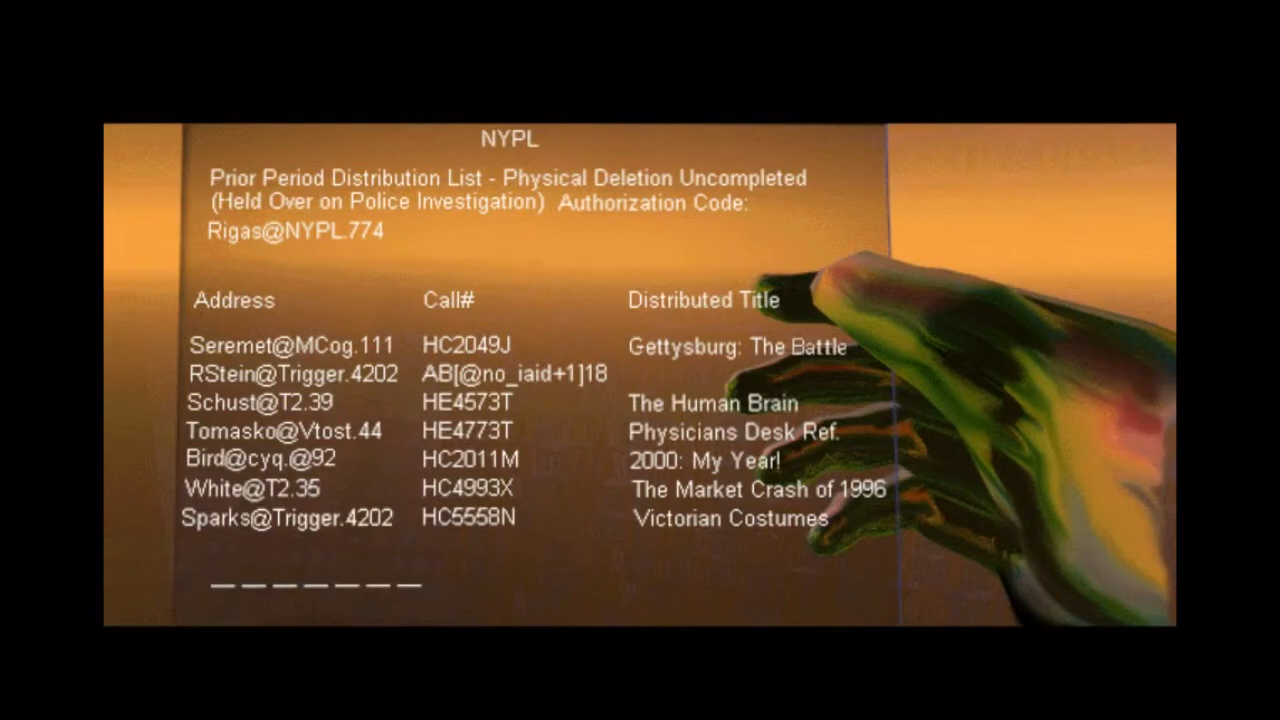 NYPL
Prior Period Distribution List - Physical Deletion Uncompleted
(Held Over on Police Investigation) Authorization Code:
Rigas@NYPL.774
Address Call# Distributed Title
Seremet@MCog.111 HC2049J Gettysburg: The Battle
RStein@Trigger.4202 AB[@no_iaid+1]18
Schust@T2.39 HE4573T The Human Brain
Tomasko@Vtost.44 HE4773T Physicians Desk Ref.
Bird@cyq.@92 HC2011M 2000: My Year!
White@T2.35 HC4993X The Market Crash of 1996
Sparks@Trigger.4202 HC5558N Victorian Costumes